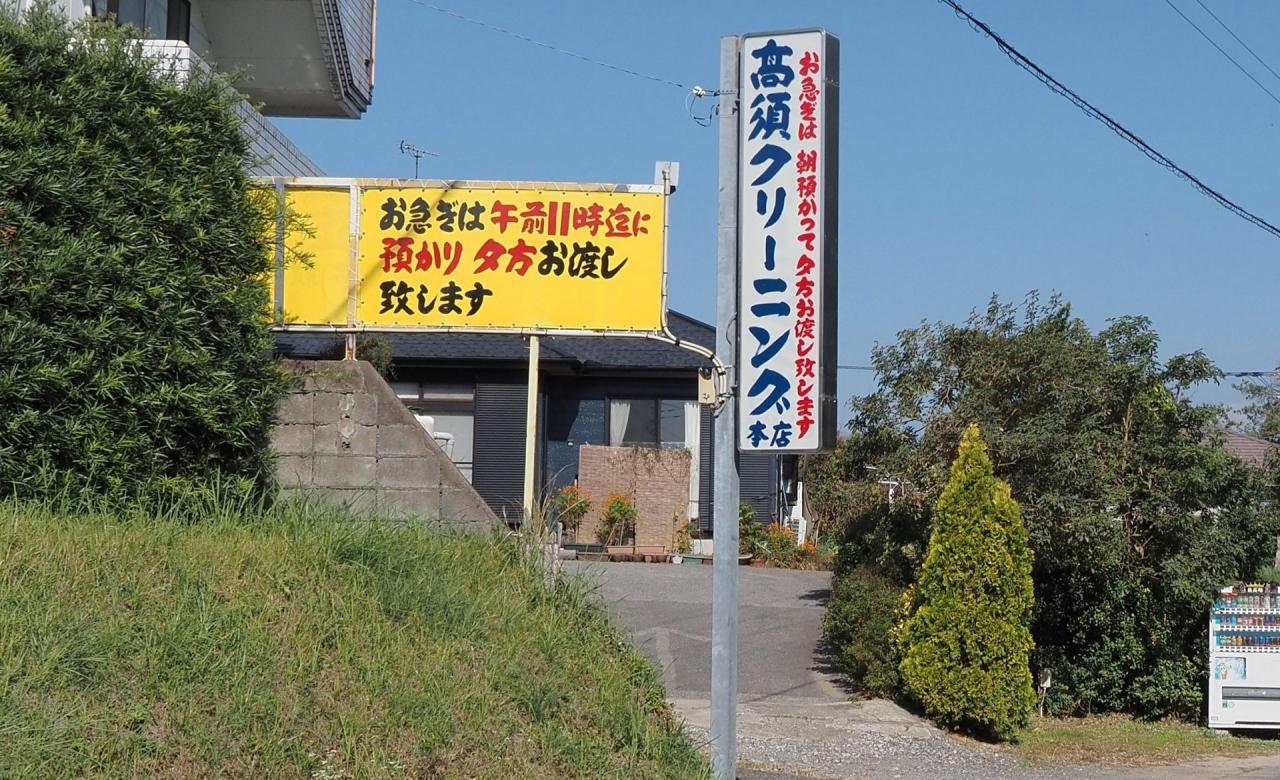 お急ぎは午前11時迄に
預かり 夕方お渡し
致します
お急ぎは 朝預かって 夕方お渡し致します
髙須クリーニング
本店